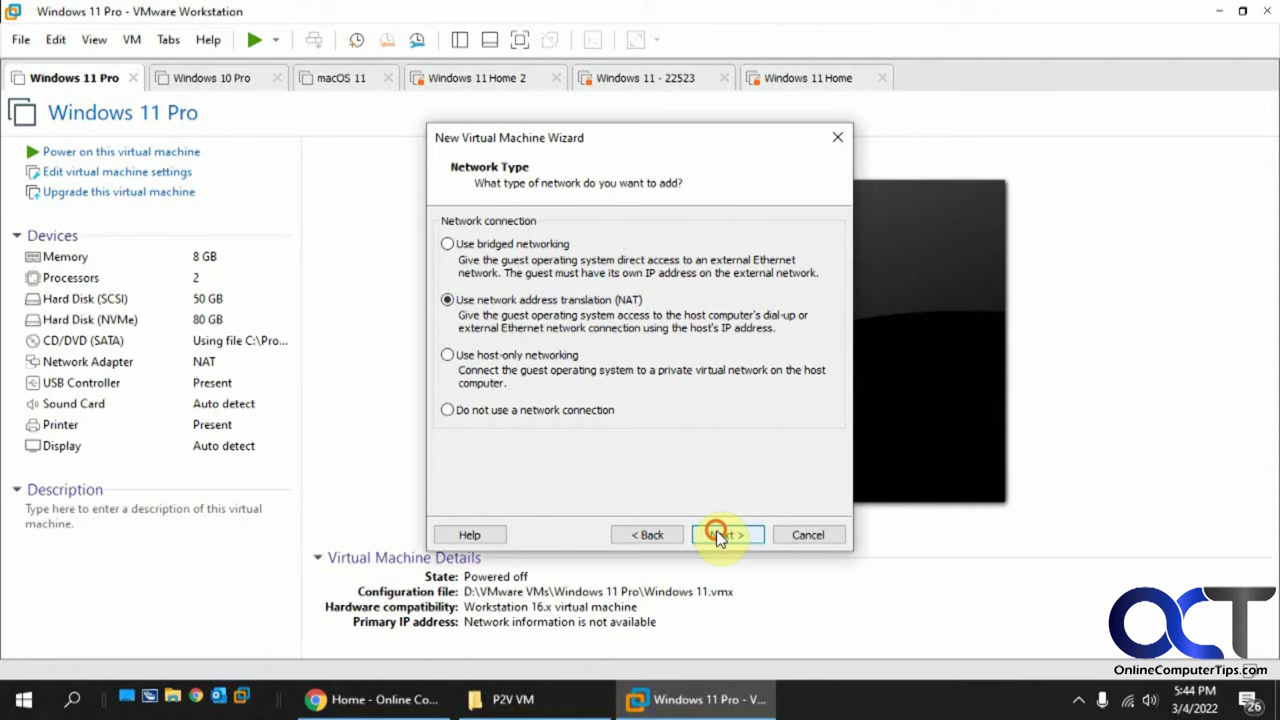 Windows 11 Pro - VMware Workstation
File Edit View VM Tabs Help
Windows 11 Pro Windows 10 Pro macOS 11 Windows 11 Home 2 Windows 11 - 22523 Windows 11 Home
Windows 11 Pro
Power on this virtual machine
Edit virtual machine settings
Upgrade this virtual machine
Devices
Memory 8 GB
Processors 2
Hard Disk (SCSI) 50 GB
Hard Disk (NVMe) 80 GB
CD/DVD (SATA) Using file C:\Pro...
Network Adapter NAT
USB Controller Present
Sound Card Auto detect
Printer Present
Display Auto detect
Description
Type here to enter a description of this virtual
machine.
New Virtual Machine Wizard
Network Type
What type of network do you want to add?
Network connection
Use bridged networking
Give the guest operating system direct access to an external Ethernet
network. The guest must have its own IP address on the external network.
Use network address translation (NAT)
Give the guest operating system access to the host computer's dial-up or
external Ethernet network connection using the host's IP address.
Use host-only networking
Connect the guest operating system to a private virtual network on the host
computer.
Do not use a network connection
Help < Back Next > Cancel
Virtual Machine Details
State: Powered off
Configuration file: D:\VMware VMs\Windows 11 Pro\Windows 11.vmx
Hardware compatibility: Workstation 16.x virtual machine
Primary IP address: Network information is not available
OCT
OnlineComputerTips.com
Home - Online Co... P2V VM Windows 11 Pro - V...
5:44 PM
3/4/2022
26